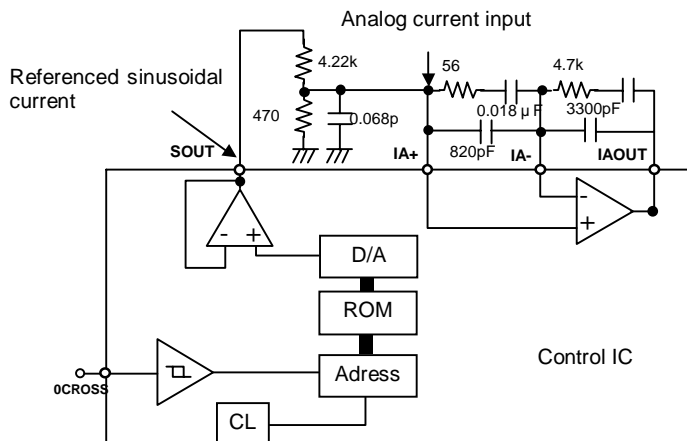 Analog current input
4.22k
56
4.7k
Referenced sinusoidal
current
470
0.068p
0.018 µ F
3300pF
820pF
SOUT
IA+
IA-
IAOUT
-
+
-
+
D/A
ROM
Adress
Control IC
0CROSS
CL